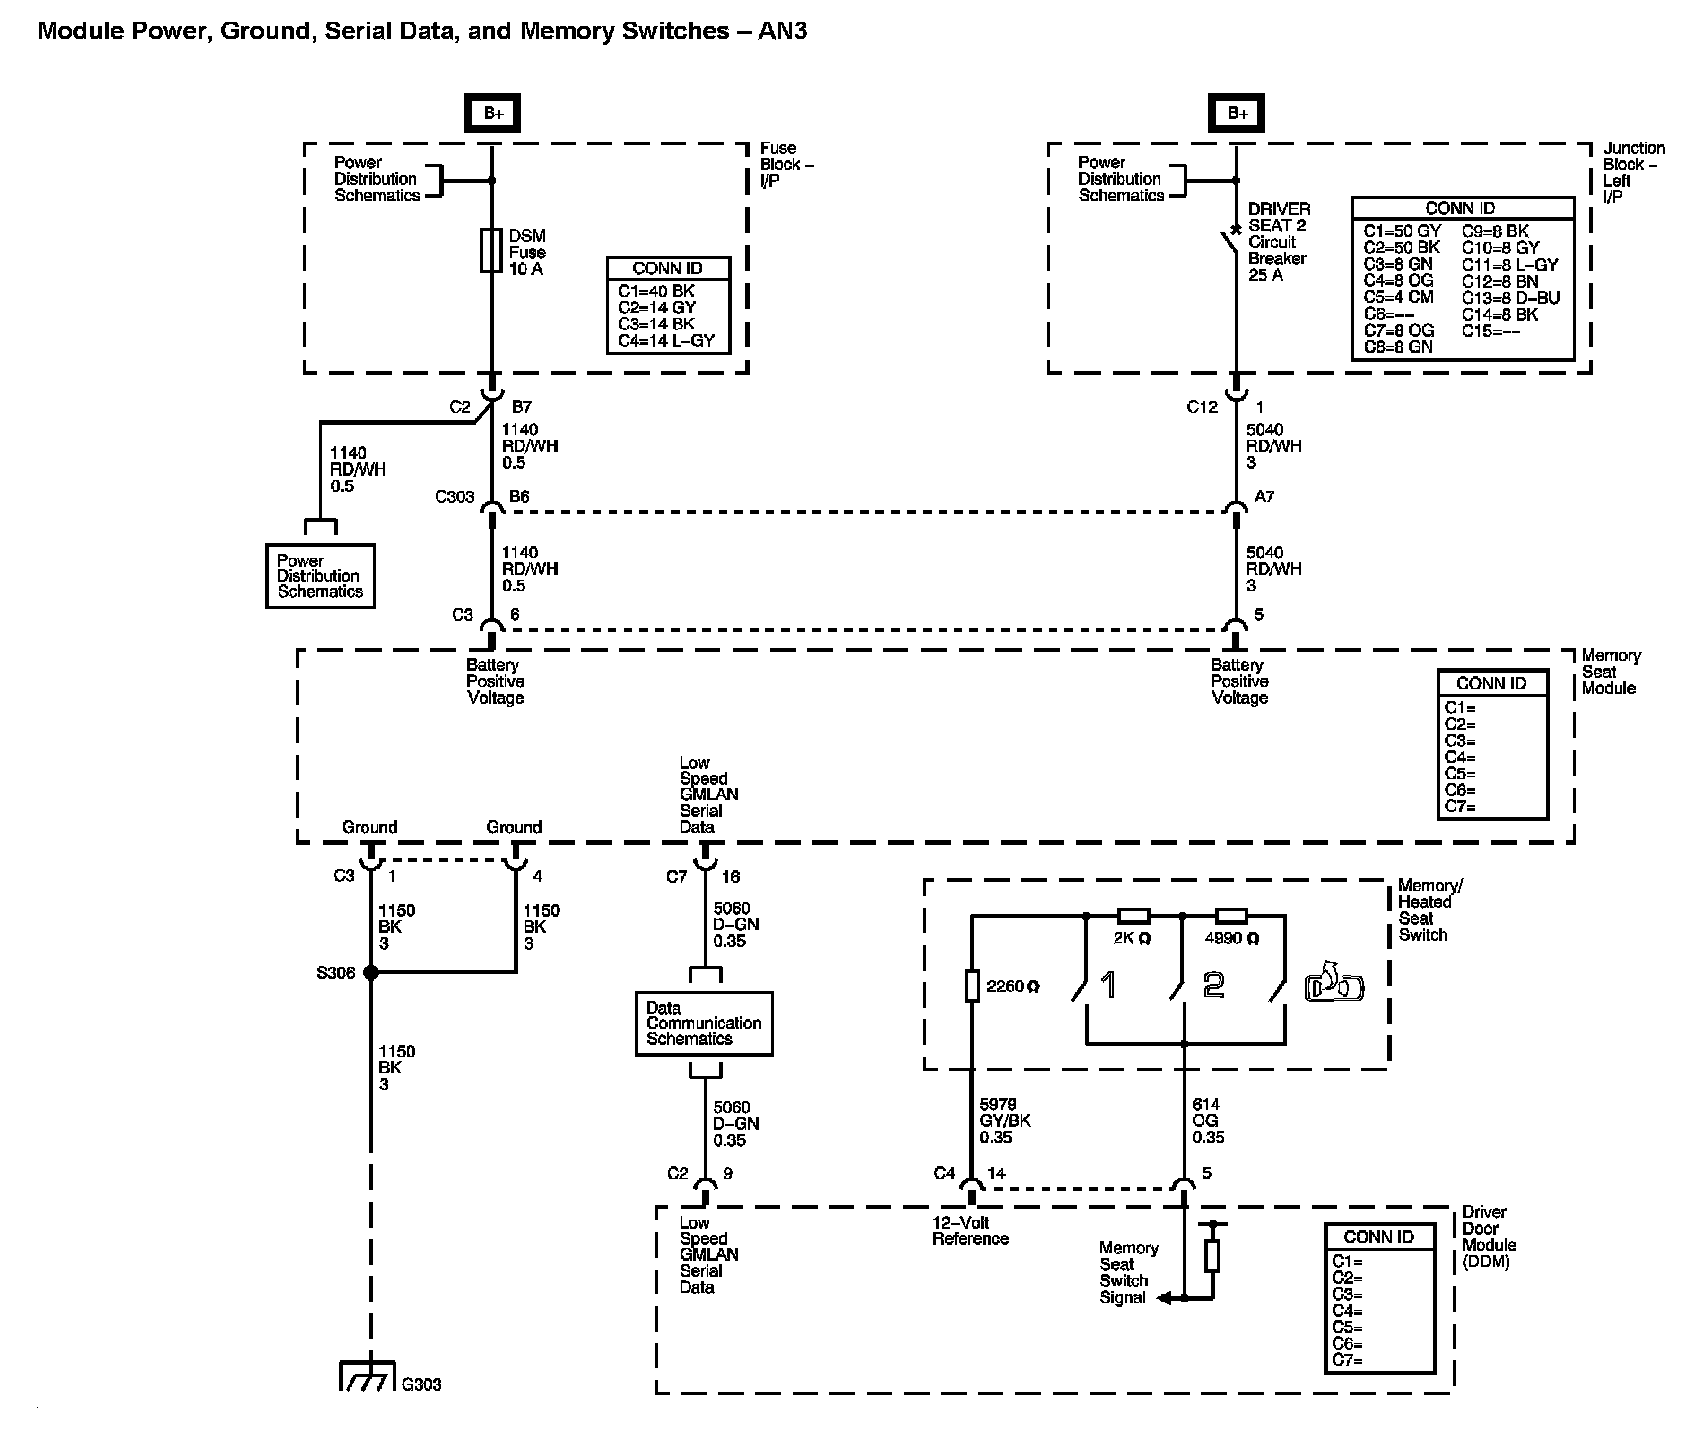 Module Power, Ground, Serial Data, and Memory Switches – AN3
B+
B+
Power
Distribution
Schematics
DSM
Fuse
10 A
Fuse
Block –
I/P
CONN ID
C1=40 BK
C2=14 GY
C3=14 BK
C4=14 L–GY
Power
Distribution
Schematics
DRIVER
SEAT 2
Circuit
Breaker
25 A
Junction
Block –
Left
I/P
CONN ID
C1=50 GY C9=8 BK
C2=50 BK C10=8 GY
C3=8 GN C11=8 L–GY
C4=8 OG C12=8 BN
C5=4 CM C13=8 D–BU
C6=–– C14=8 BK
C7=8 OG C15=––
C8=8 GN
C2 B7
1140
RD/WH
0.5
1140
RD/WH
0.5
C12 1
5040
RD/WH
3
C303 B6
A7
Power
Distribution
Schematics
1140
RD/WH
0.5
5040
RD/WH
3
C3 6
5
Battery
Positive
Voltage
Battery
Positive
Voltage
Memory
Seat
Module
CONN ID
C1=
C2=
C3=
C4=
C5=
C6=
C7=
Low
Speed
GMLAN
Serial
Data
Ground
Ground
C3 1
4
C7 16
1150
BK
3
1150
BK
3
5060
D–GN
0.35
S306
1150
BK
3
Data
Communication
Schematics
5060
D–GN
0.35
C2 9
Memory/
Heated
Seat
Switch
2K Ω
4990 Ω
2260 Ω
1
2
5979
GY/BK
0.35
614
OG
0.35
C4 14
5
Low
Speed
GMLAN
Serial
Data
12–Volt
Reference
Memory
Seat
Switch
Signal
Driver
Door
Module
(DDM)
CONN ID
C1=
C2=
C3=
C4=
C5=
C6=
C7=
G303